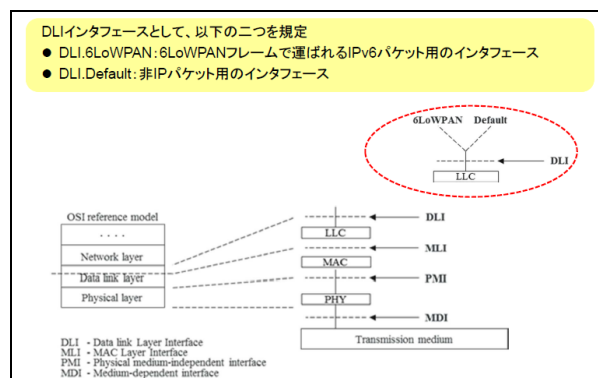 DLIインタフェースとして、以下の二つを規定
● DLI.6LoWPAN：6LoWPANフレームで運ばれるIPv6パケット用のインタフェース
● DLI.Default：非IPパケット用のインタフェース
6LoWPAN Default
DLI
LLC
OSI reference model
. . . .
Network layer
Data link layer
Physical layer
DLI
LLC
MLI
MAC
PMI
PHY
MDI
Transmission medium
DLI - Data link Layer Interface
MLI - MAC Layer Interface
PMI - Physical medium-independent interface
MDI - Medium-dependent interface